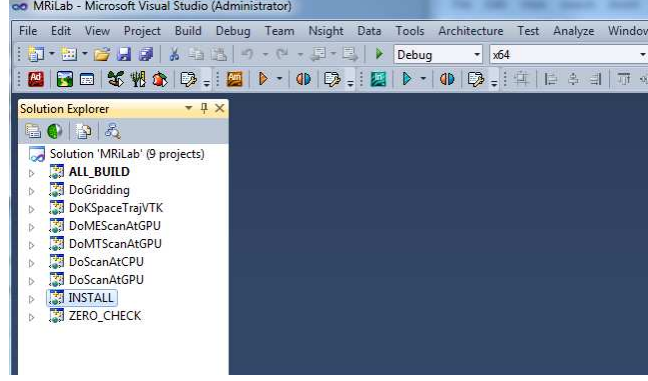 MRiLab - Microsoft Visual Studio (Administrator)
File Edit View Project Build Debug Team Nsight Data Tools Architecture Test Analyze Window
Debug x64
Solution Explorer
Solution 'MRiLab' (9 projects)
ALL_BUILD
DoGridding
DoKSpaceTrajVTK
DoMEScanAtGPU
DoMTScanAtGPU
DoScanAtCPU
DoScanAtGPU
INSTALL
ZERO_CHECK